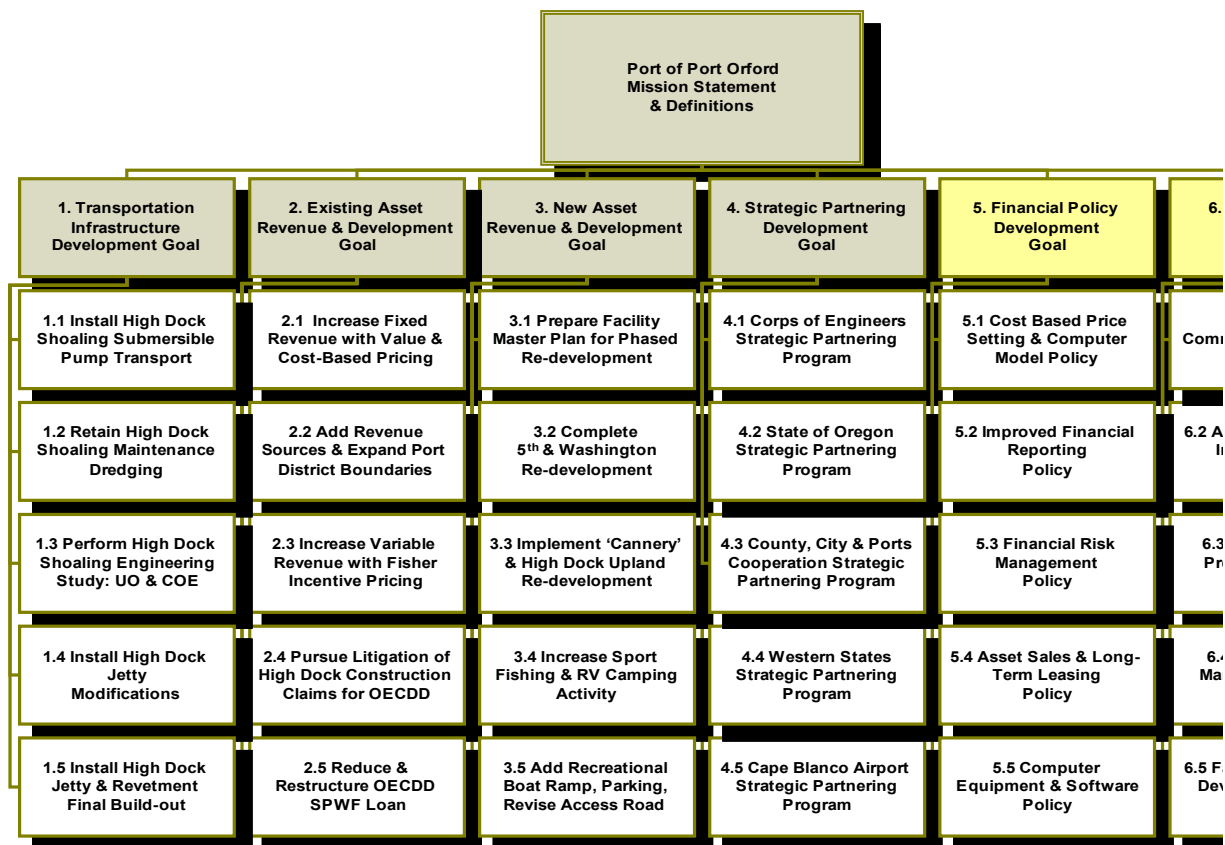 Port of Port Orford
Mission Statement
& Definitions
1. Transportation
Infrastructure
Development Goal
2. Existing Asset
Revenue & Development
Goal
3. New Asset
Revenue & Development
Goal
4. Strategic Partnering
Development
Goal
5. Financial Policy
Development
Goal
6.
1.1 Install High Dock
Shoaling Submersible
Pump Transport
2.1 Increase Fixed
Revenue with Value &
Cost-Based Pricing
3.1 Prepare Facility
Master Plan for Phased
Re-development
4.1 Corps of Engineers
Strategic Partnering
Program
5.1 Cost Based Price
Setting & Computer
Model Policy
1.2 Retain High Dock
Shoaling Maintenance
Dredging
2.2 Add Revenue
Sources & Expand Port
District Boundaries
3.2 Complete
5th & Washington
Re-development
4.2 State of Oregon
Strategic Partnering
Program
5.2 Improved Financial
Reporting
Policy
6.2
1.3 Perform High Dock
Shoaling Engineering
Study: UO & COE
2.3 Increase Variable
Revenue with Fisher
Incentive Pricing
3.3 Implement ‘Cannery’
& High Dock Upland
Re-development
4.3 County, City & Ports
Cooperation Strategic
Partnering Program
5.3 Financial Risk
Management
Policy
6.3
1.4 Install High Dock
Jetty
Modifications
2.4 Pursue Litigation of
High Dock Construction
Claims for OECDD
3.4 Increase Sport
Fishing & RV Camping
Activity
4.4 Western States
Strategic Partnering
Program
5.4 Asset Sales & Long-
Term Leasing
Policy
6.4
1.5 Install High Dock
Jetty & Revetment
Final Build-out
2.5 Reduce &
Restructure OECDD
SPWF Loan
3.5 Add Recreational
Boat Ramp, Parking,
Revise Access Road
4.5 Cape Blanco Airport
Strategic Partnering
Program
5.5 Computer
Equipment & Software
Policy
6.5